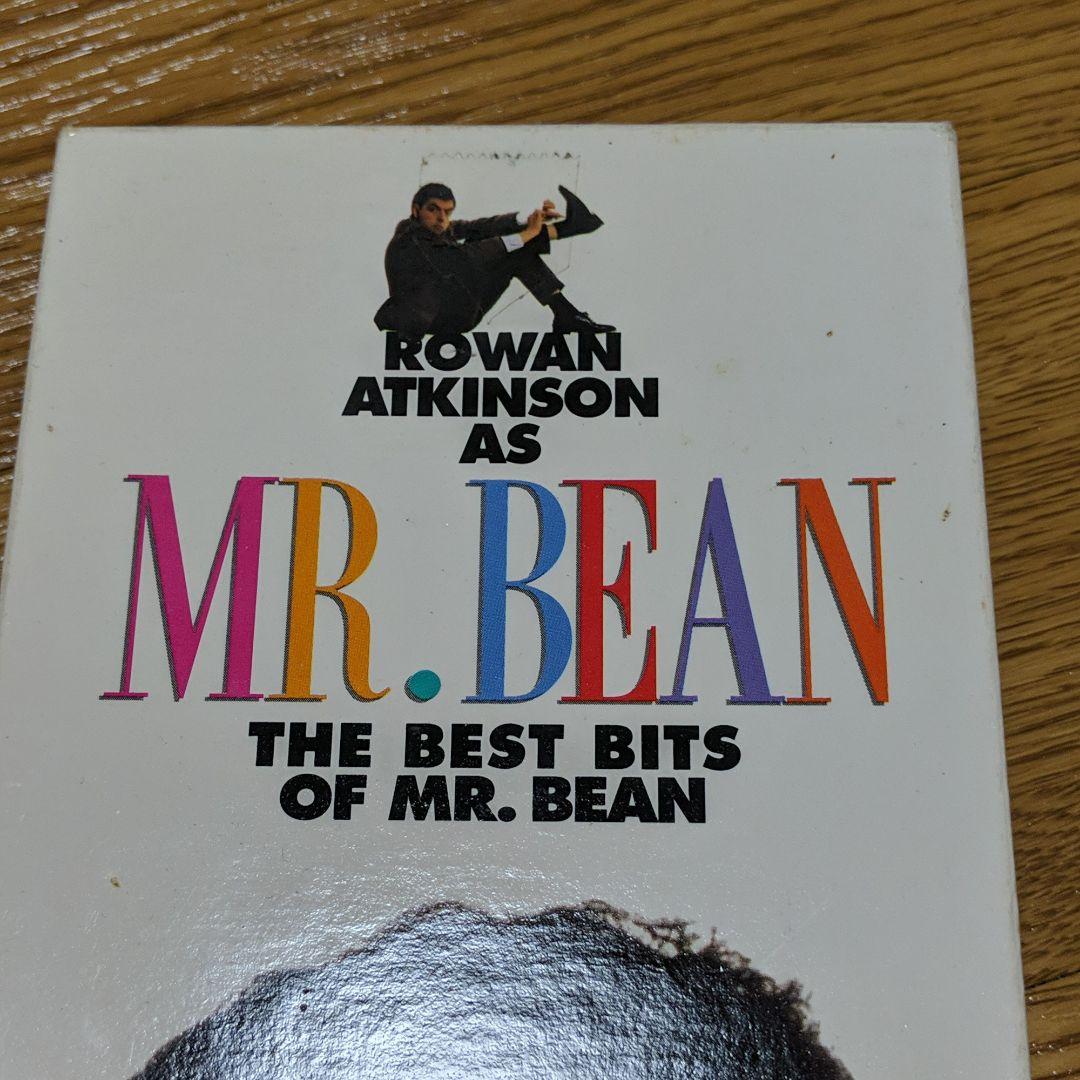 ROWAN
ATKINSON
AS
MR. BEAN
THE BEST BITS
OF MR. BEAN